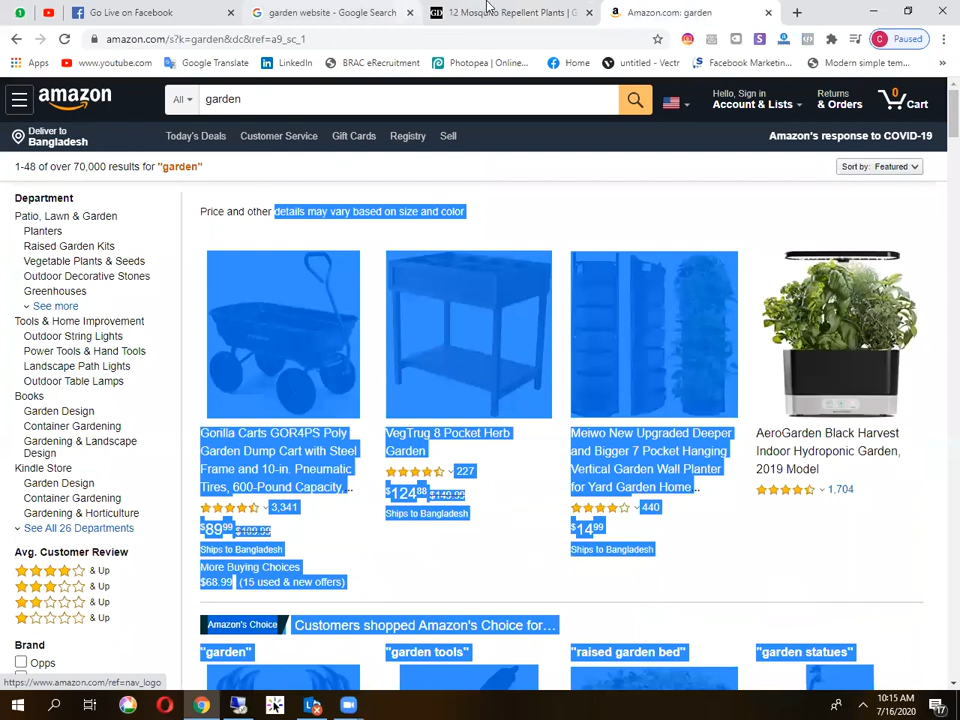 Go Live on Facebook
garden website - Google Search
12 Mosquito Repellent Plants | G
Amazon.com: garden
amazon.com/s?k=garden&dc&ref=a9_sc_1
Paused
Apps
www.youtube.com
Google Translate
LinkedIn
BRAC eRecruitment
Photopea | Online...
Home
untitled - Vectr
Facebook Marketin...
Modern simple tem...
amazon
All
garden
Hello, Sign in
Account & Lists
Returns
& Orders
0
Cart
Deliver to
Bangladesh
Today's Deals
Customer Service
Gift Cards
Registry
Sell
Amazon's response to COVID-19
1-48 of over 70,000 results for "garden"
Sort by: Featured
Department
Patio, Lawn & Garden
Planters
Raised Garden Kits
Vegetable Plants & Seeds
Outdoor Decorative Stones
Greenhouses
See more
Tools & Home Improvement
Outdoor String Lights
Power Tools & Hand Tools
Landscape Path Lights
Outdoor Table Lamps
Books
Garden Design
Container Gardening
Gardening & Landscape
Design
Kindle Store
Garden Design
Container Gardening
Gardening & Horticulture
See All 26 Departments
Avg. Customer Review
& Up
& Up
& Up
& Up
Brand
Opps
https://www.amazon.com/ref=nav_logo
Price and other details may vary based on size and color
Gorilla Carts GOR4PS Poly
Garden Dump Cart with Steel
Frame and 10-in. Pneumatic
Tires, 600-Pound Capacity,...
3,341
$89.99 $109.99
Ships to Bangladesh
More Buying Choices
$68.99 (15 used & new offers)
VegTrug 8 Pocket Herb
Garden
227
$124.88 $149.99
Ships to Bangladesh
Meiwo New Upgraded Deeper
and Bigger 7 Pocket Hanging
Vertical Garden Wall Planter
for Yard Garden Home...
440
$14.99
Ships to Bangladesh
AeroGarden Black Harvest
Indoor Hydroponic Garden,
2019 Model
1,704
Amazon's Choice
Customers shopped Amazon's Choice for…
"garden"
"garden tools"
"raised garden bed"
"garden statues"
10:15 AM
7/16/2020
17